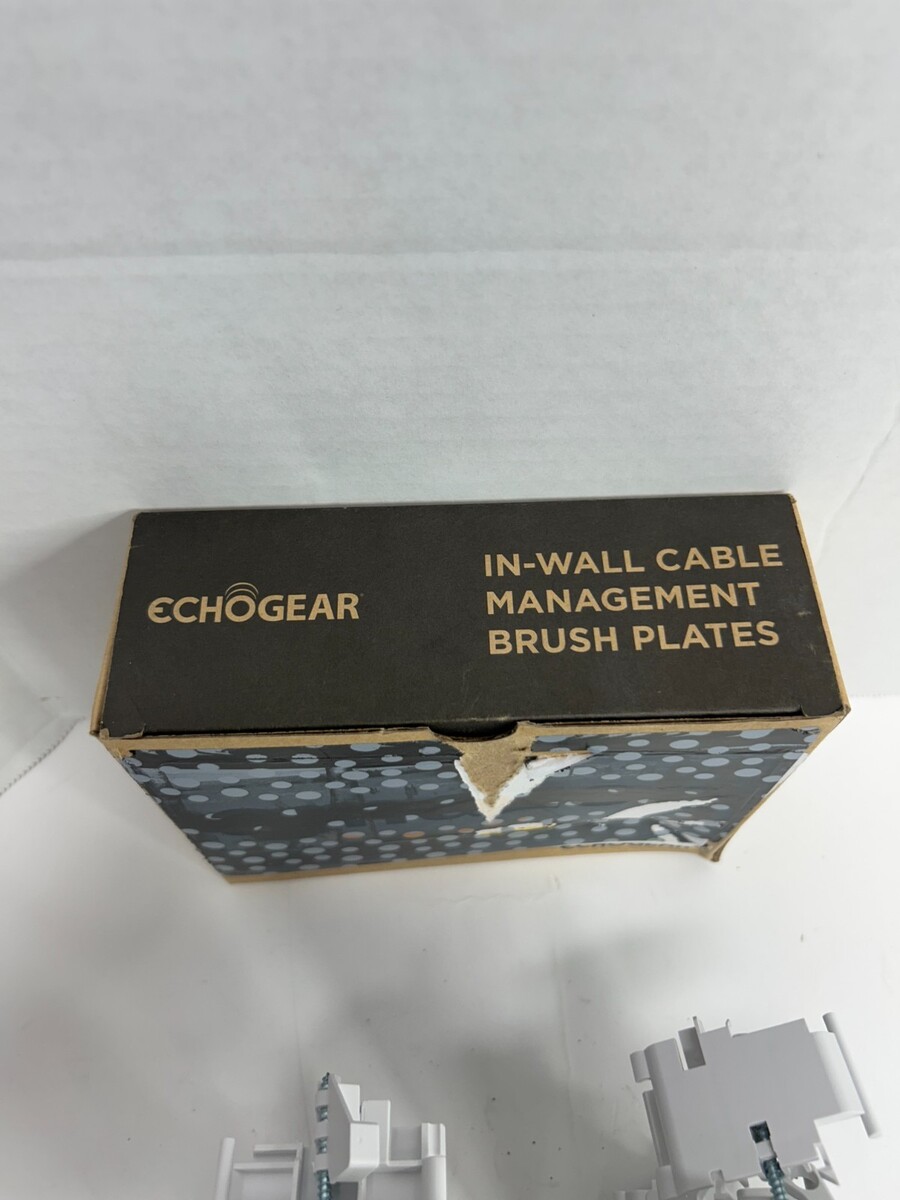 ECHOGEAR
IN-WALL CABLE
MANAGEMENT
BRUSH PLATES